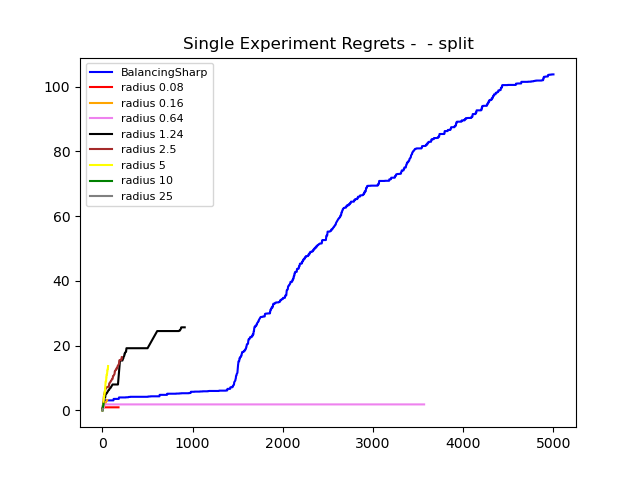 Single Experiment Regrets -  - split
BalancingSharp
radius 0.08
radius 0.16
radius 0.64
radius 1.24
radius 2.5
radius 5
radius 10
radius 25
100
80
60
40
20
0
0 1000 2000 3000 4000 5000